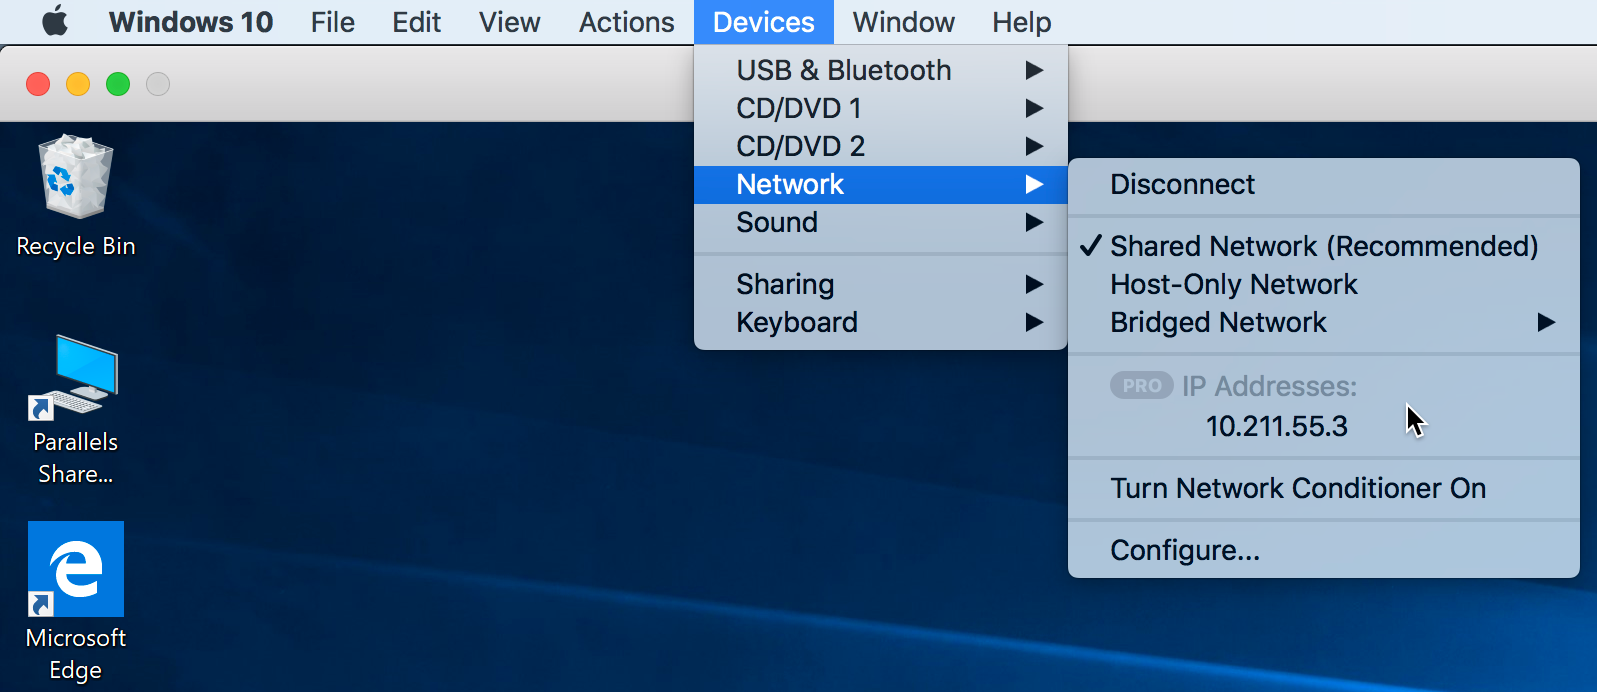 Windows 10 File Edit View Actions Devices Window Help
USB & Bluetooth
CD/DVD 1
CD/DVD 2
Network
Sound
Sharing
Keyboard
Disconnect
✓ Shared Network (Recommended)
Host-Only Network
Bridged Network
PRO IP Addresses:
10.211.55.3
Turn Network Conditioner On
Configure...
Recycle Bin
Parallels
Share...
Microsoft
Edge